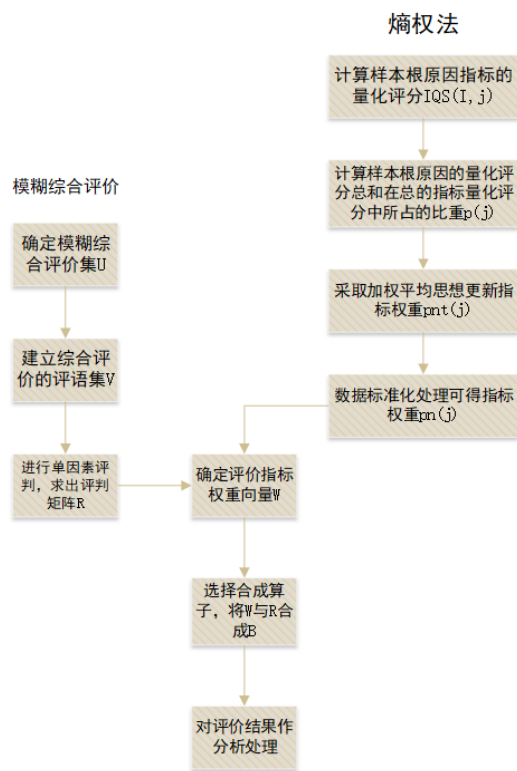 熵权法
计算样本根原因指标的
量化评分IQS(I,j)
计算样本根原因的量化评
分总和在总的指标量化评
分中所占的比重p(j)
采取加权平均思想更新指
标权重pnt(j)
数据标准化处理可得指标
权重pn(j)
模糊综合评价
确定模糊综
合评价集U
建立综合评
价的评语集V
进行单因素评
判，求出评判
矩阵R
确定评价指标
权重向量W
选择合成算
子，将W与R合
成B
对评价结果作
分析处理